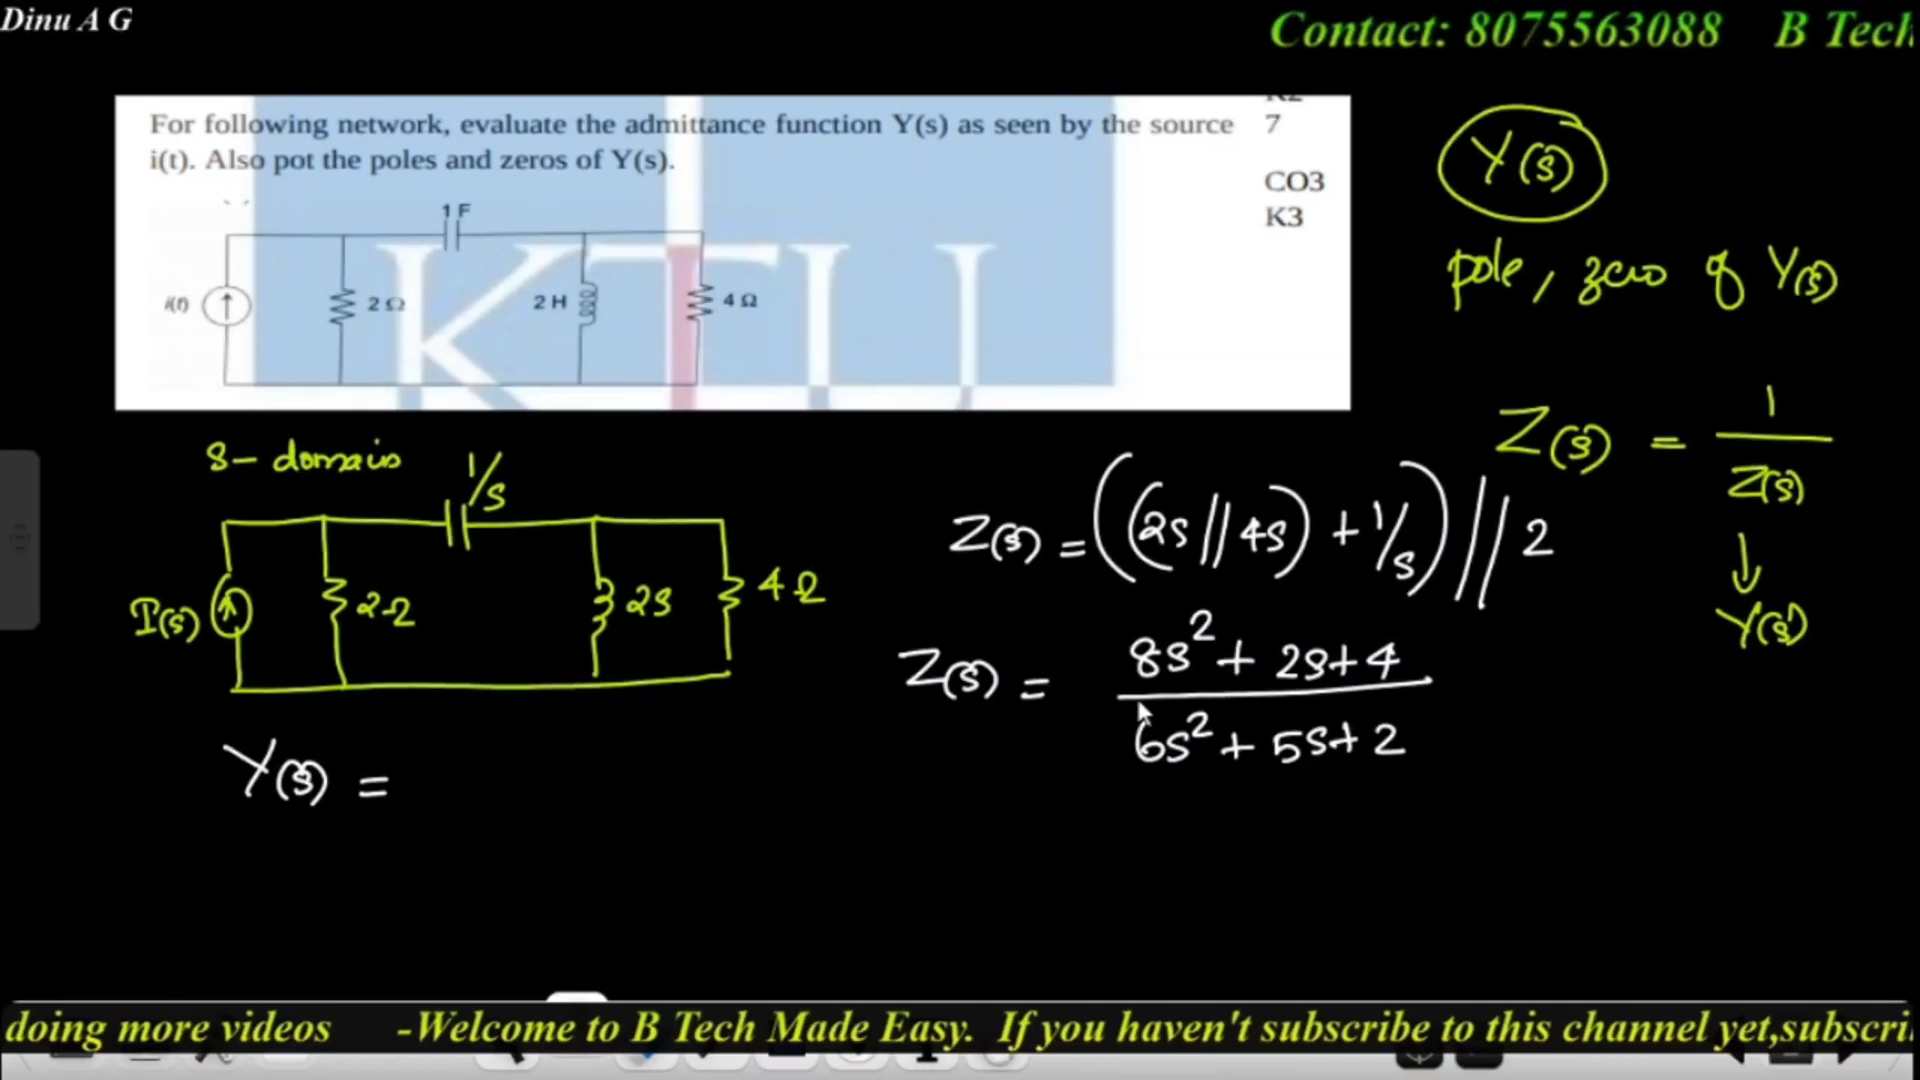 Dinu A G
Contact: 8075563088 B Tech
For following network, evaluate the admittance function Y(s) as seen by the source 7
i(t). Also pot the poles and zeros of Y(s).
CO3
K3
1 F
i(t)
2 Ω
2 H
4 Ω
KTU
Y(s)
pole, zero of Y(s)
Z(s) = 1
Z(s)
↓
Y(s)
S- domain
1/s
I(s)
2Ω
2s
4Ω
Z(s) = ((2s || 4s) + 1/s) || 2
Z(s) = 8s² + 2s + 4
6s² + 5s + 2
Y(s) =
doing more videos -Welcome to B Tech Made Easy. If you haven't subscribe to this channel yet,subscri